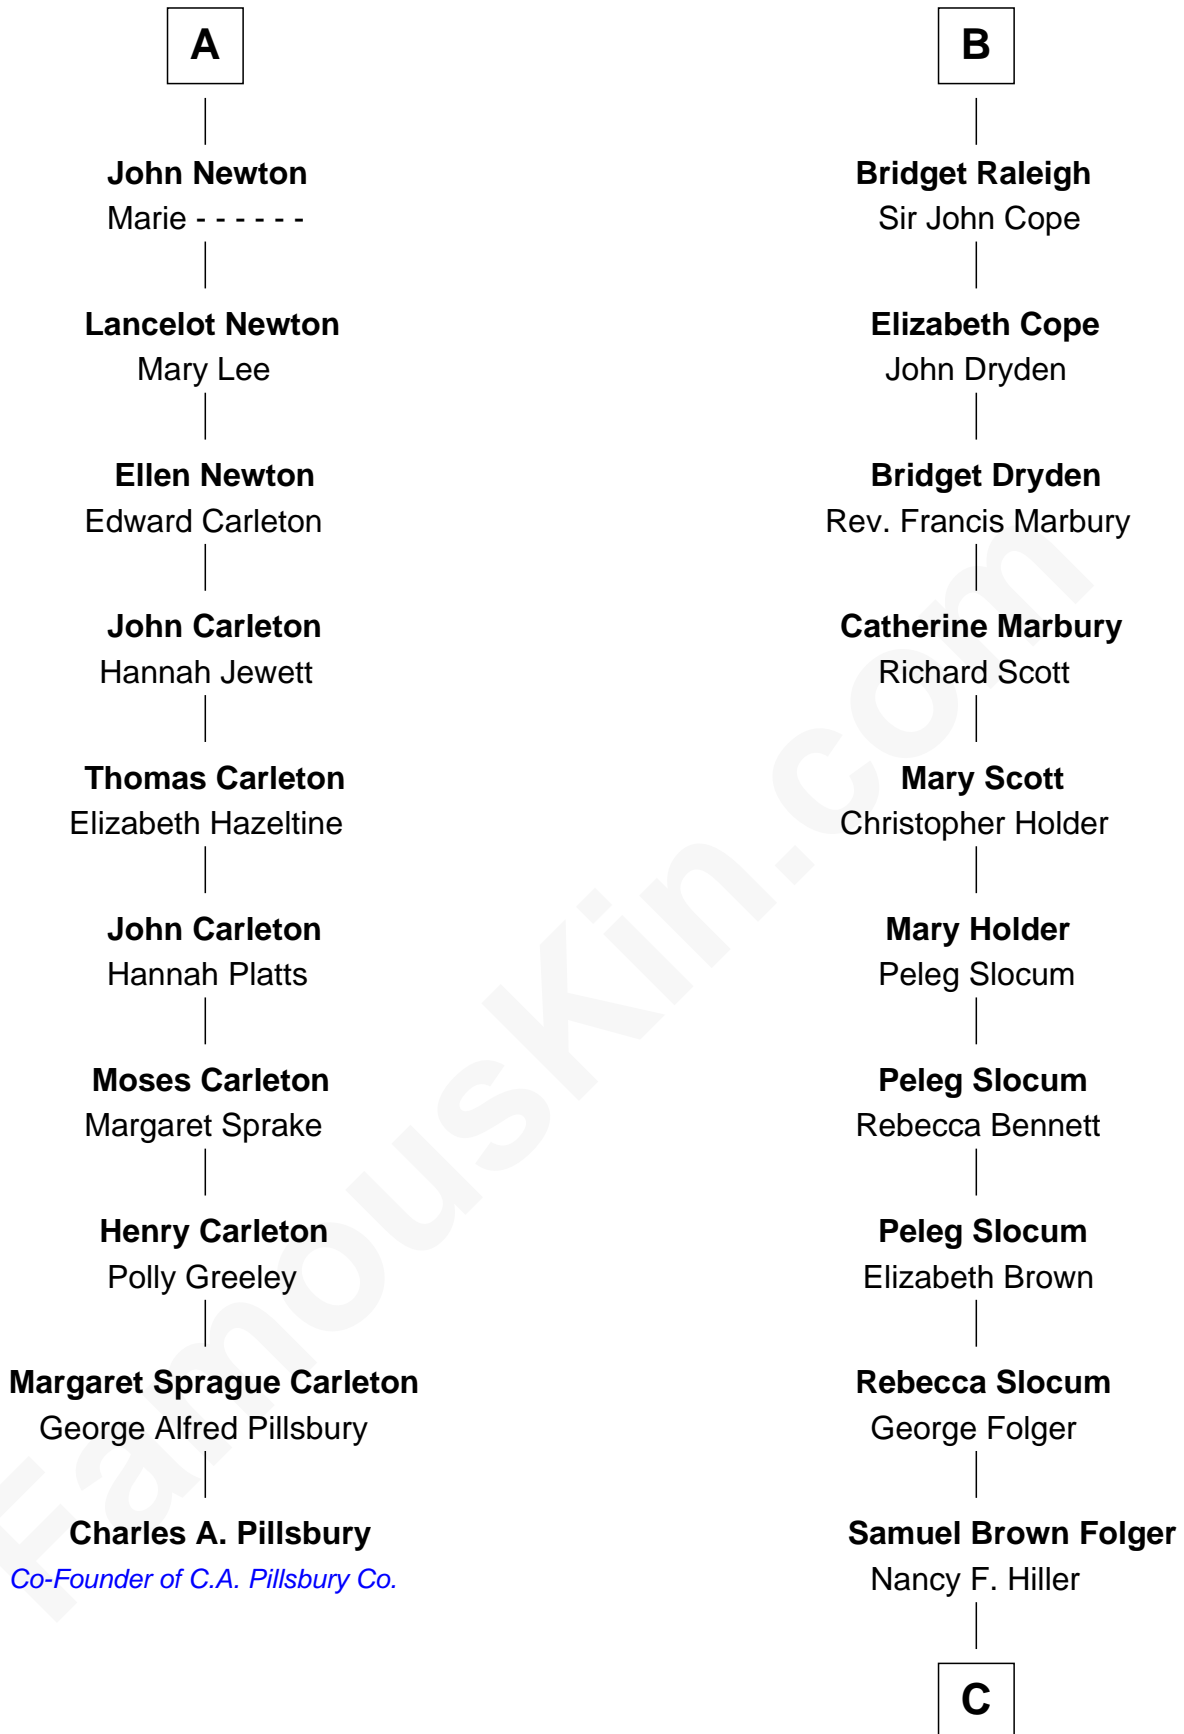 A
John Newton
Marie - - - - - -
Lancelot Newton
Mary Lee
Ellen Newton
Edward Carleton
John Carleton
Hannah Jewett
Thomas Carleton
Elizabeth Hazeltine
John Carleton
Hannah Platts
Moses Carleton
Margaret Sprake
Henry Carleton
Polly Greeley
Margaret Sprague Carleton
George Alfred Pillsbury
Charles A. Pillsbury
Co-Founder of C.A. Pillsbury Co.
B
Bridget Raleigh
Sir John Cope
Elizabeth Cope
John Dryden
Bridget Dryden
Rev. Francis Marbury
Catherine Marbury
Richard Scott
Mary Scott
Christopher Holder
Mary Holder
Peleg Slocum
Peleg Slocum
Rebecca Bennett
Peleg Slocum
Elizabeth Brown
Rebecca Slocum
George Folger
Samuel Brown Folger
Nancy F. Hiller
C
FamousKin.com